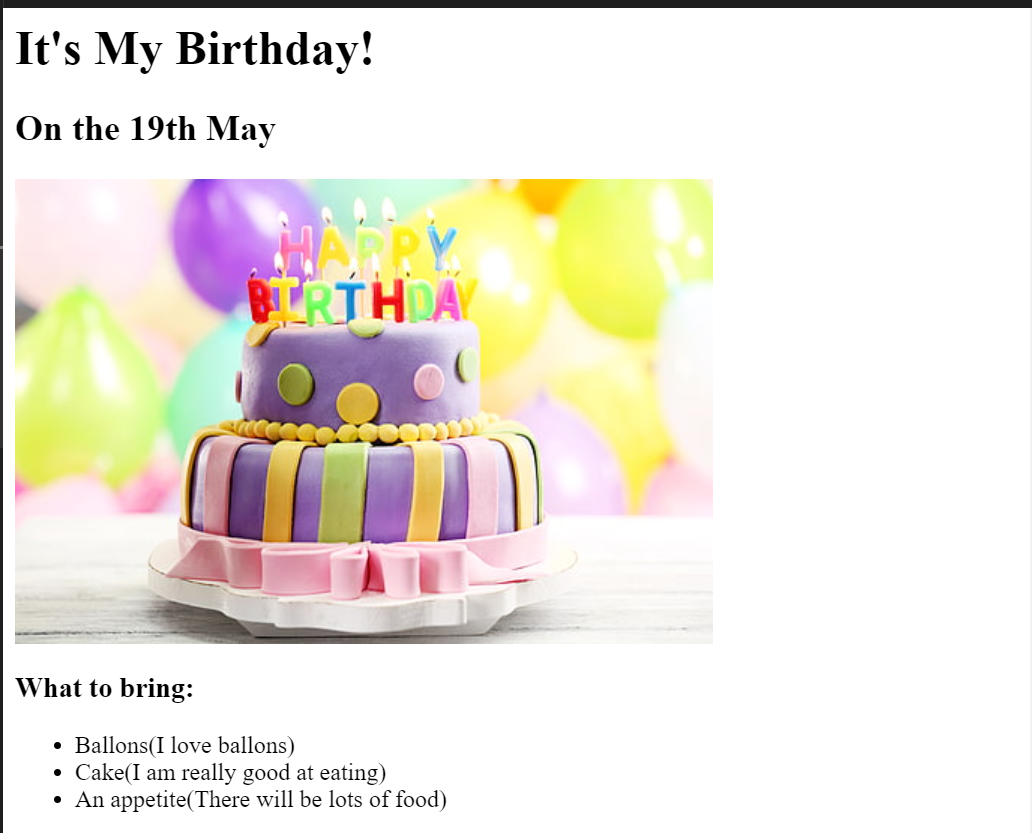 It's My Birthday!
On the 19th May
HAPPY
BIRTHDAY
What to bring:
Ballons(I love ballons)
Cake(I am really good at eating)
An appetite(There will be lots of food)